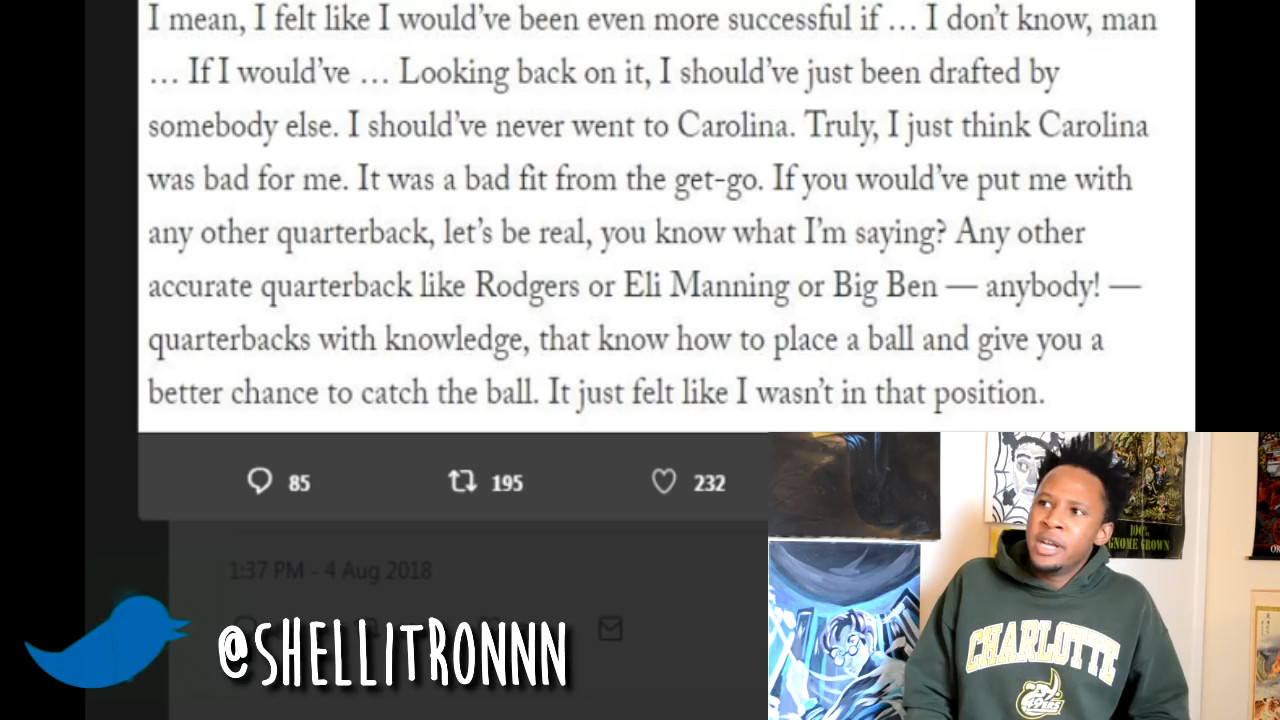 I mean, I felt like I would’ve been even more successful if … I don’t know, man
… If I would’ve … Looking back on it, I should’ve just been drafted by
somebody else. I should’ve never went to Carolina. Truly, I just think Carolina
was bad for me. It was a bad fit from the get-go. If you would’ve put me with
any other quarterback, let’s be real, you know what I’m saying? Any other
accurate quarterback like Rodgers or Eli Manning or Big Ben — anybody! —
quarterbacks with knowledge, that know how to place a ball and give you a
better chance to catch the ball. It just felt like I wasn’t in that position.
85 195 232
1:37 PM - 4 Aug 2018
@SHELLITRONNN
100%
GNOME GROWN
CHARLOTTE
49ERS